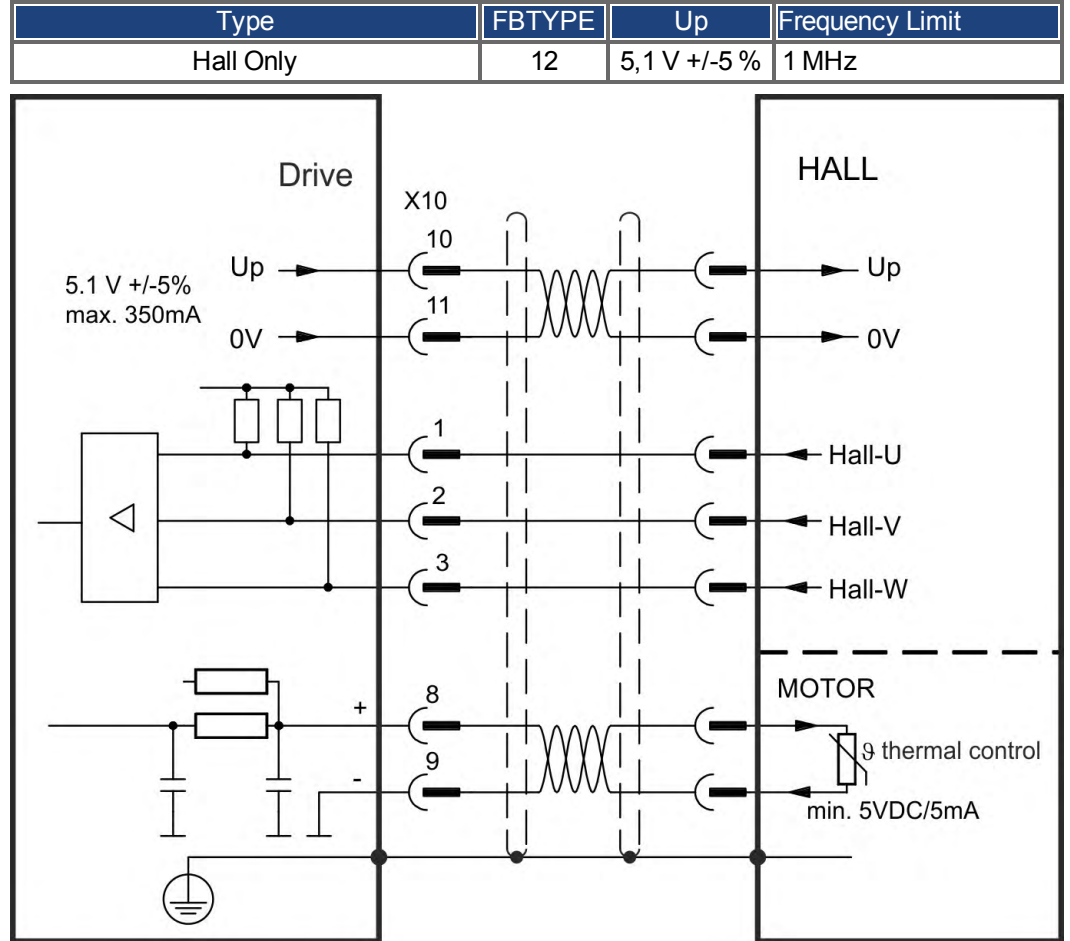 Type FBTYPE Up Frequency Limit
Hall Only 12 5,1 V +/-5 % 1 MHz
Drive
HALL
X10
10
Up
Up
5.1 V +/-5%
max. 350mA
11
0V
0V
1
Hall-U
2
Hall-V
3
Hall-W
MOTOR
8
+
ϑ thermal control
9
-
min. 5VDC/5mA